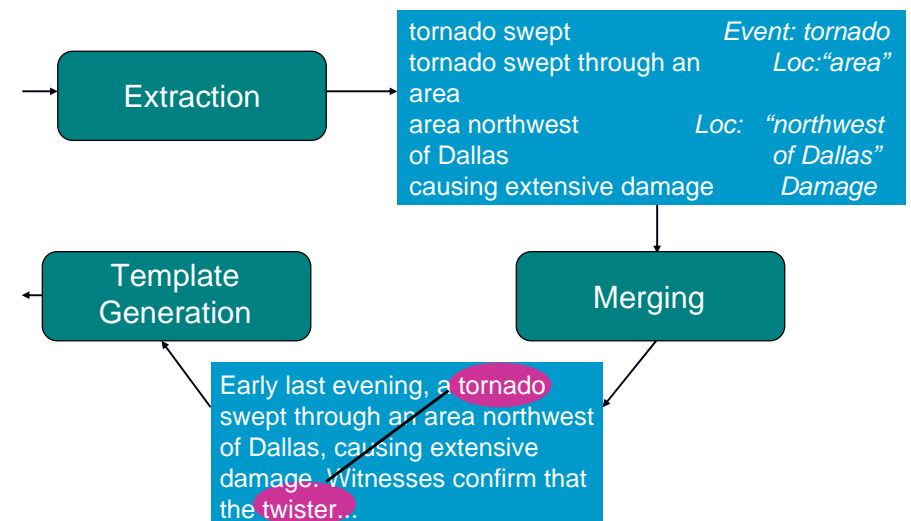 Extraction
tornado swept Event: tornado
tornado swept through an Loc:“area”
area
area northwest Loc: “northwest
of Dallas of Dallas”
causing extensive damage Damage
Template
Generation
Merging
Early last evening, a tornado
swept through an area northwest
of Dallas, causing extensive
damage. Witnesses confirm that
the twister...